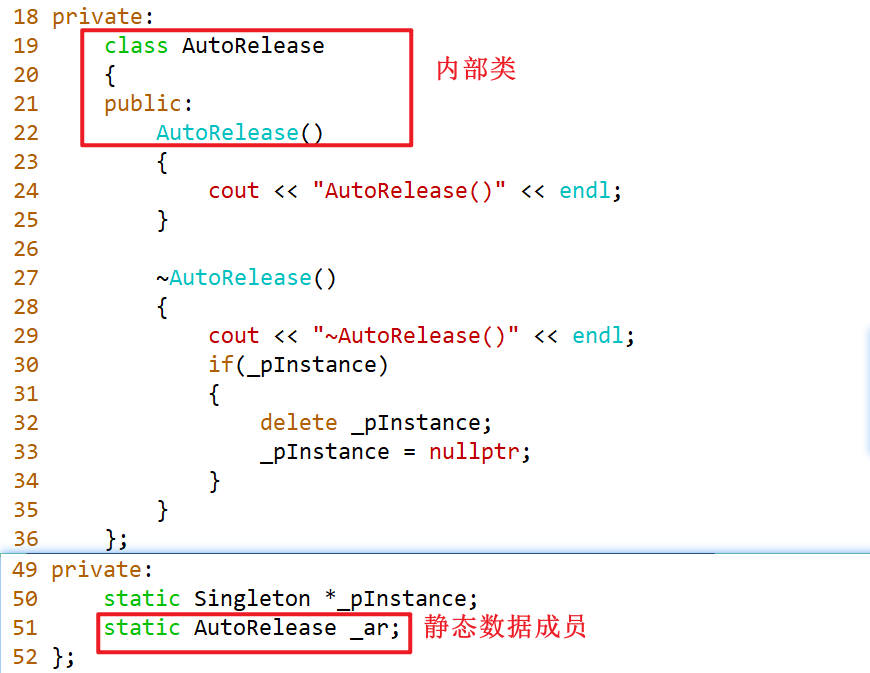 18 private:
19     class AutoRelease 内部类
20     {
21     public:
22         AutoRelease()
23         {
24             cout << "AutoRelease()" << endl;
25         }
26
27         ~AutoRelease()
28         {
29             cout << "~AutoRelease()" << endl;
30             if(_pInstance)
31             {
32                 delete _pInstance;
33                 _pInstance = nullptr;
34             }
35         }
36     };
49 private:
50     static Singleton *_pInstance;
51     static AutoRelease _ar; 静态数据成员
52 };